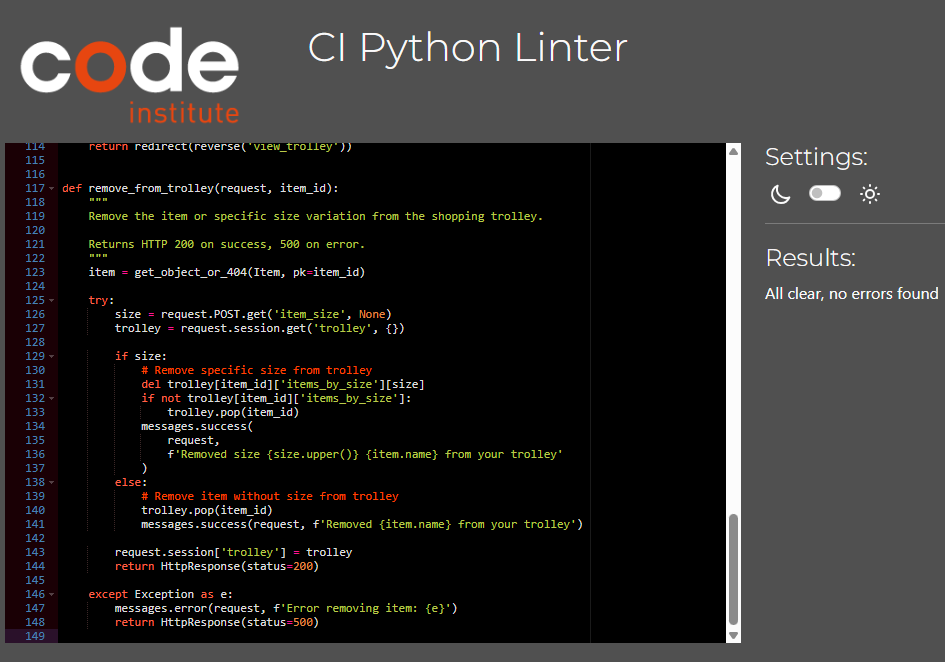 code
institute
CI Python Linter
114 return redirect(reverse('view_trolley'))
115
116
117 def remove_from_trolley(request, item_id):
118 """
119 Remove the item or specific size variation from the shopping trolley.
120
121 Returns HTTP 200 on success, 500 on error.
122 """
123 item = get_object_or_404(Item, pk=item_id)
124
125 try:
126 size = request.POST.get('item_size', None)
127 trolley = request.session.get('trolley', {})
128
129 if size:
130 # Remove specific size from trolley
131 del trolley[item_id]['items_by_size'][size]
132 if not trolley[item_id]['items_by_size']:
133 trolley.pop(item_id)
134 messages.success(
135 request,
136 f'Removed size {size.upper()} {item.name} from your trolley'
137 )
138 else:
139 # Remove item without size from trolley
140 trolley.pop(item_id)
141 messages.success(request, f'Removed {item.name} from your trolley')
142
143 request.session['trolley'] = trolley
144 return HttpResponse(status=200)
145
146 except Exception as e:
147 messages.error(request, f'Error removing item: {e}')
148 return HttpResponse(status=500)
149
Settings:
Results:
All clear, no errors found